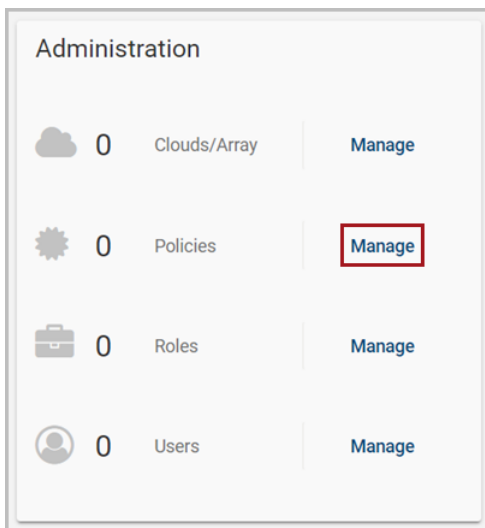 Administration
0 Clouds/Array Manage
0 Policies Manage
0 Roles Manage
0 Users Manage